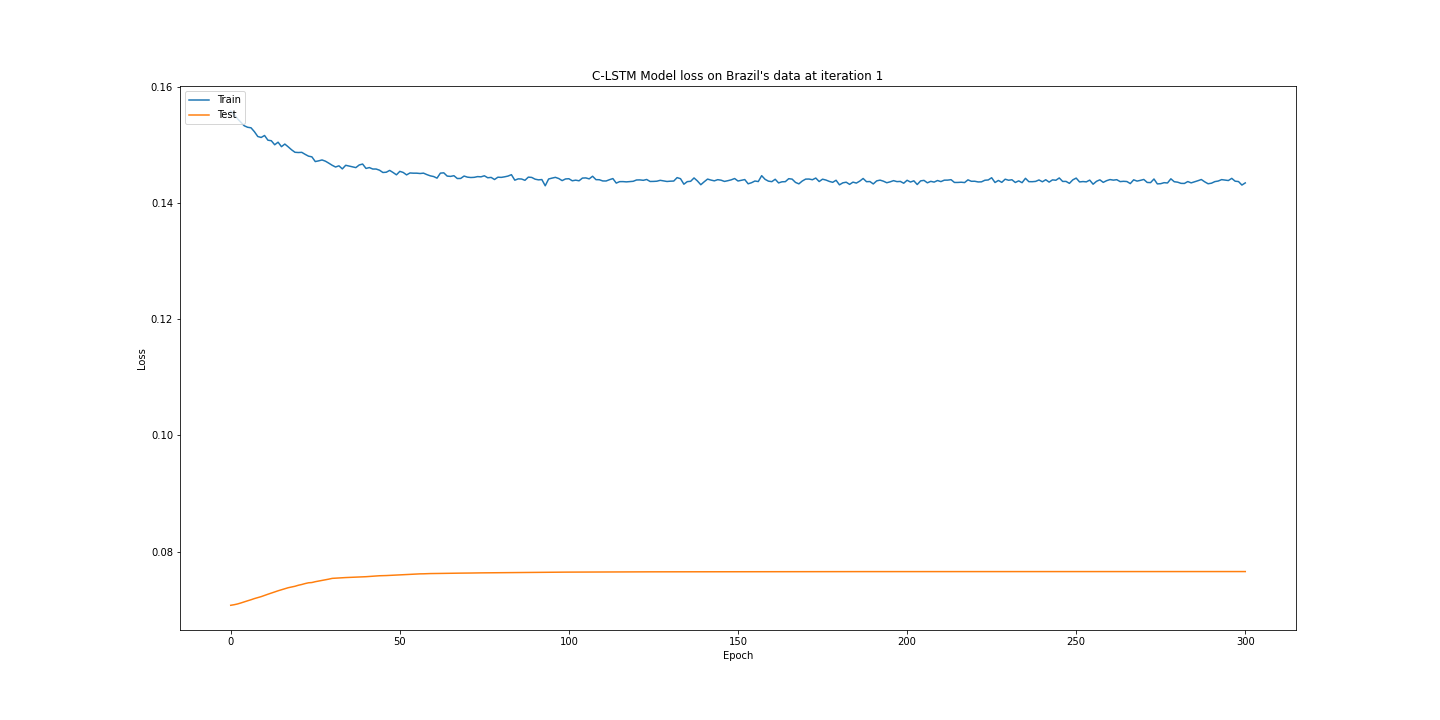 C-LSTM Model loss on Brazil's data at iteration 1
0.16
Train
Test
0.14
0.12
Loss
0.10
0.08
0
50
100
150
200
250
300
Epoch